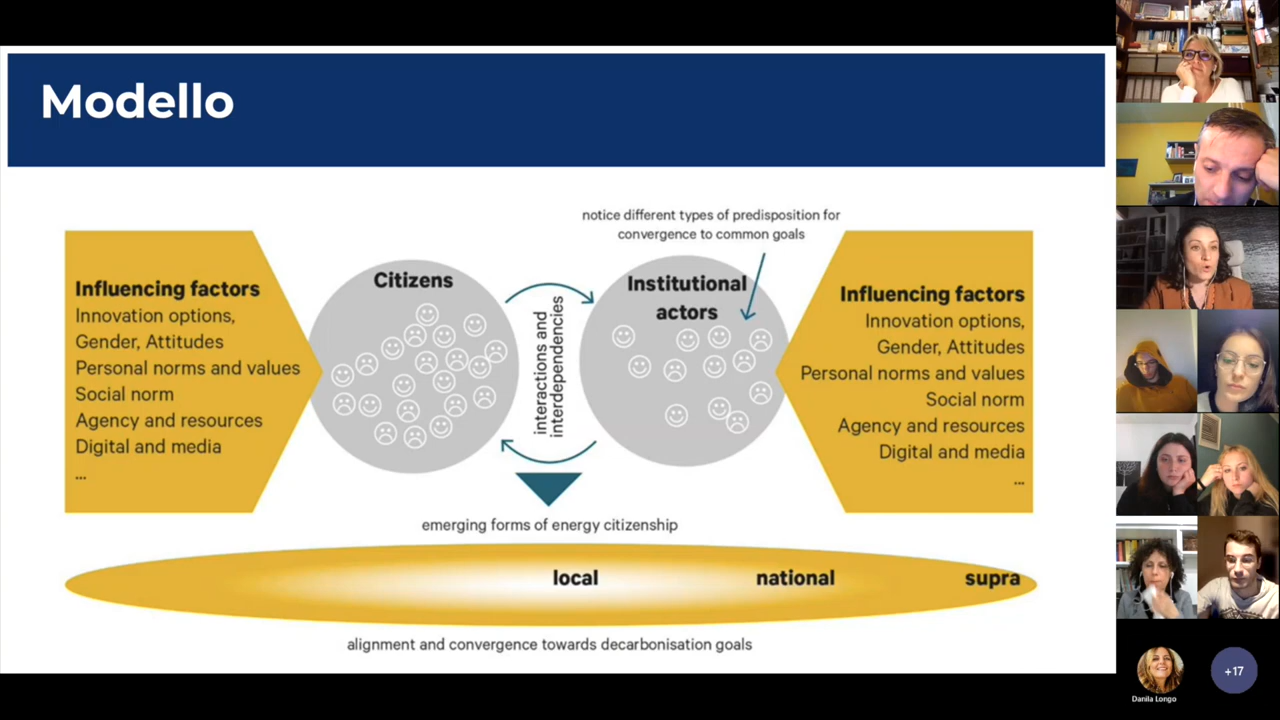 Modello
notice different types of predisposition for
convergence to common goals
Influencing factors
Innovation options,
Gender, Attitudes
Personal norms and values
Social norm
Agency and resources
Digital and media
...
Citizens
interactions and
interdependencies
Institutional
actors
Influencing factors
Innovation options,
Gender, Attitudes
Personal norms and values
Social norm
Agency and resources
Digital and media
...
emerging forms of energy citizenship
local national supra
alignment and convergence towards decarbonisation goals
Danila Longo
+17